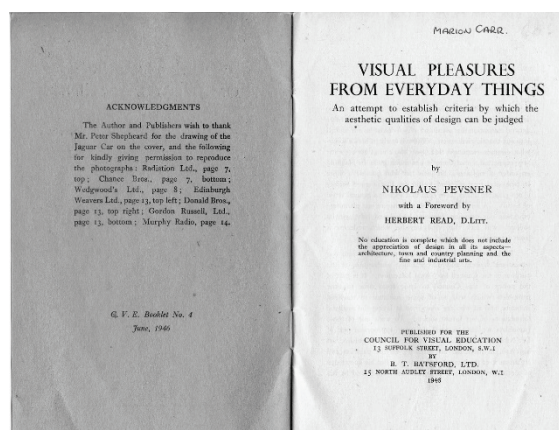 ACKNOWLEDGMENTS
The Author and Publishers wish to thank
Mr. Peter Shepheard for the drawing of the
Jaguar Car on the cover, and the following
for kindly giving permission to reproduce
the photographs: Radiation Ltd., page 7,
top; Chance Bros., page 7, bottom;
Wedgwood's Ltd., page 8; Edinburgh
Weavers Ltd., page 13, top left; Donald Bros.,
page 13, top right; Gordon Russell, Ltd.,
page 13, bottom; Murphy Radio, page 14.
C. V. E. Booklet No. 4
June, 1946
MARION CARR.
VISUAL PLEASURES
FROM EVERYDAY THINGS
An attempt to establish criteria by which the
aesthetic qualities of design can be judged
by
NIKOLAUS PEVSNER
with a Foreword by
HERBERT READ, D.LITT.
No education is complete which does not include
the appreciation of design in all its aspects—
architecture, town and country planning and the
fine and industrial arts.
PUBLISHED FOR THE
COUNCIL FOR VISUAL EDUCATION
13 SUFFOLK STREET, LONDON, S.W.1
BY
B. T. BATSFORD, LTD.
25 NORTH AUDLEY STREET, LONDON, W.1
1946